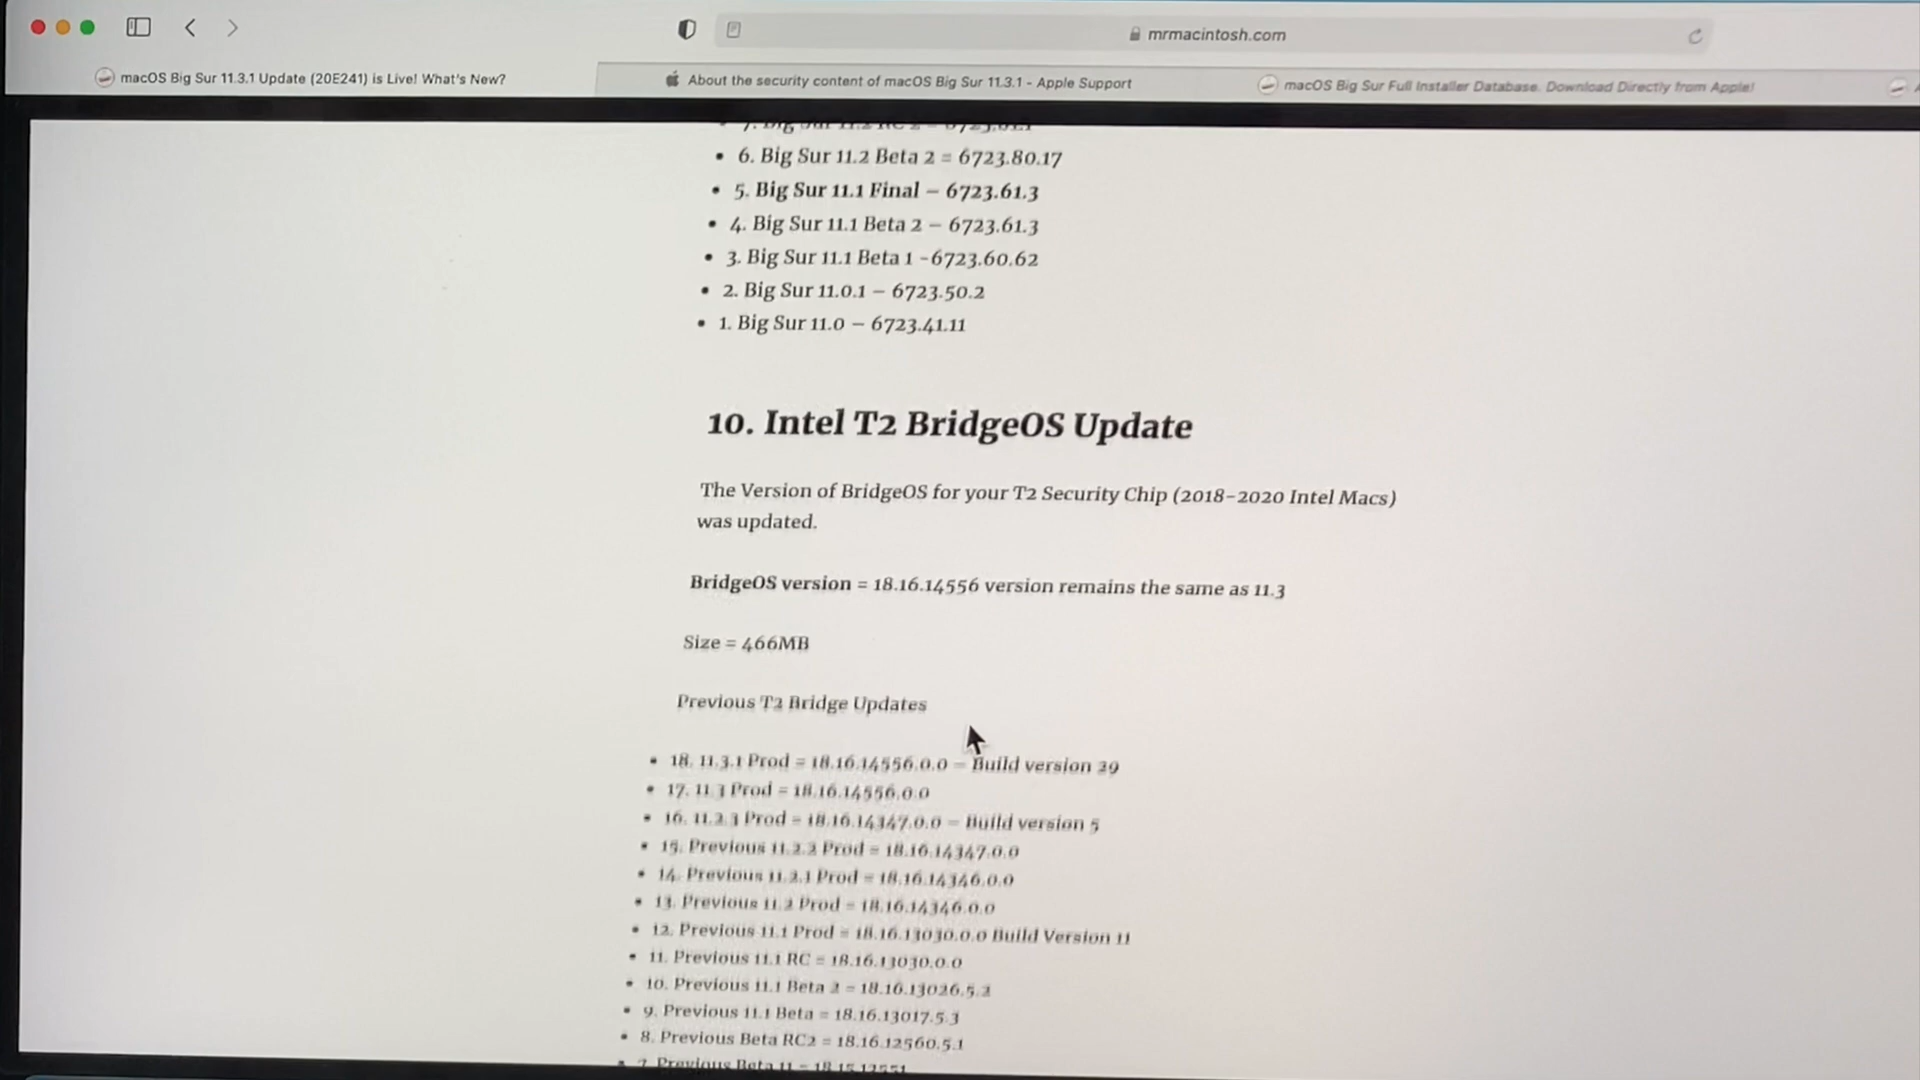 mrmacintosh.com
macOS Big Sur 11.3.1 Update (20E241) is Live! What's New?
About the security content of macOS Big Sur 11.3.1 - Apple Support
macOS Big Sur Full Installer Database. Download Directly from Apple!
• 6. Big Sur 11.2 Beta 2 = 6723.80.17
• 5. Big Sur 11.1 Final – 6723.61.3
• 4. Big Sur 11.1 Beta 2 – 6723.61.3
• 3. Big Sur 11.1 Beta 1 -6723.60.62
• 2. Big Sur 11.0.1 – 6723.50.2
• 1. Big Sur 11.0 – 6723.41.11
10. Intel T2 BridgeOS Update
The Version of BridgeOS for your T2 Security Chip (2018-2020 Intel Macs)
was updated.
BridgeOS version = 18.16.14556 version remains the same as 11.3
Size = 466MB
Previous T2 Bridge Updates
• 18. 11.3.1 Prod = 18.16.14556.0.0 – Build version 39
• 17. 11.3 Prod = 18.16.14556.0.0
• 16. 11.2.3 Prod = 18.16.14347.0.0 – Build version 5
• 15. Previous 11.2.2 Prod = 18.16.14347.0.0
• 14. Previous 11.2.1 Prod = 18.16.14346.0.0
• 13. Previous 11.2 Prod = 18.16.14346.0.0
• 12. Previous 11.1 Prod = 18.16.13030.0.0 Build Version 11
• 11. Previous 11.1 RC = 18.16.13030.0.0
• 10. Previous 11.1 Beta 2 = 18.16.13026.5.2
• 9. Previous 11.1 Beta = 18.16.13017.5.3
• 8. Previous Beta RC2 = 18.16.12560.5.1